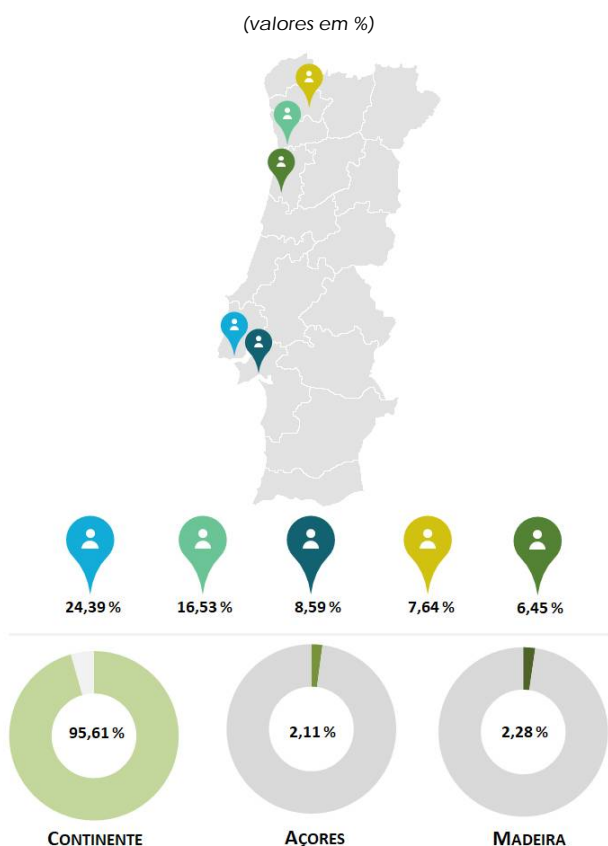 (valores em %)
24,39 % 16,53 % 8,59 % 7,64 % 6,45 %
95,61 % 2,11 % 2,28 %
CONTINENTE AÇORES MADEIRA